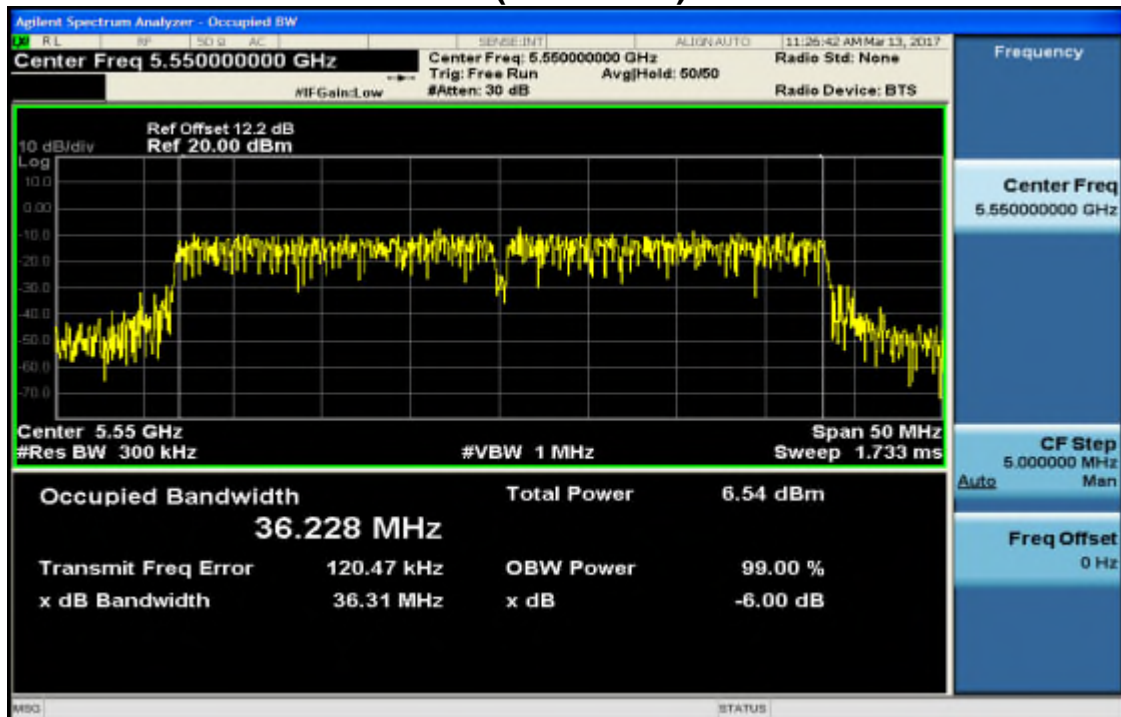 Agilent Spectrum Analyzer - Occupied BW
RL RF 50 Ω AC SENSE:INT ALIGN AUTO 11:26:42 AM Mar 13, 2017
Center Freq 5.550000000 GHz
Center Freq: 5.550000000 GHz
Radio Std: None
Trig: Free Run Avg|Hold: 50/50
#IFGain:Low #Atten: 30 dB Radio Device: BTS
Ref Offset 12.2 dB
10 dB/div Ref 20.00 dBm
Log
10.0
0.00
-10.0
-20.0
-30.0
-40.0
-50.0
-60.0
-70.0
Center 5.55 GHz Span 50 MHz
#Res BW 300 kHz #VBW 1 MHz Sweep 1.733 ms
Occupied Bandwidth Total Power 6.54 dBm
36.228 MHz
Transmit Freq Error 120.47 kHz OBW Power 99.00 %
x dB Bandwidth 36.31 MHz x dB -6.00 dB
Frequency
Center Freq
5.550000000 GHz
CF Step
5.000000 MHz
Auto Man
Freq Offset
0 Hz
MSG STATUS